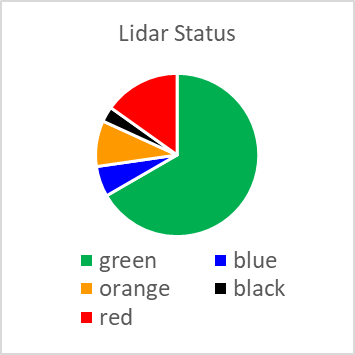 Lidar Status
green blue
orange black
red